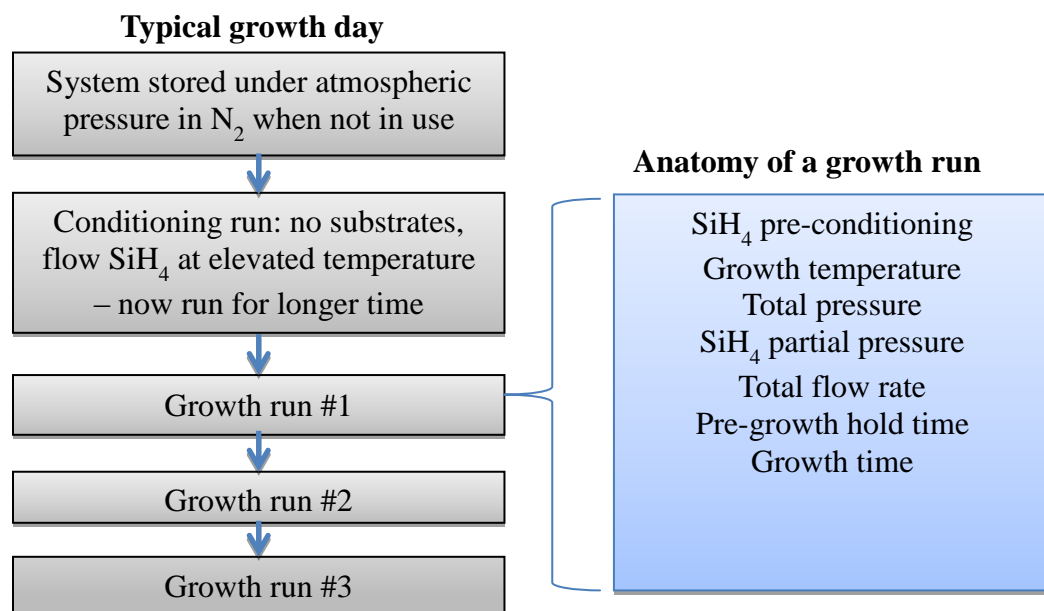 Typical growth day
System stored under atmospheric
pressure in N₂ when not in use
Conditioning run: no substrates,
flow SiH₄ at elevated temperature
– now run for longer time
Growth run #1
Growth run #2
Growth run #3
Anatomy of a growth run
SiH₄ pre-conditioning
Growth temperature
Total pressure
SiH₄ partial pressure
Total flow rate
Pre-growth hold time
Growth time